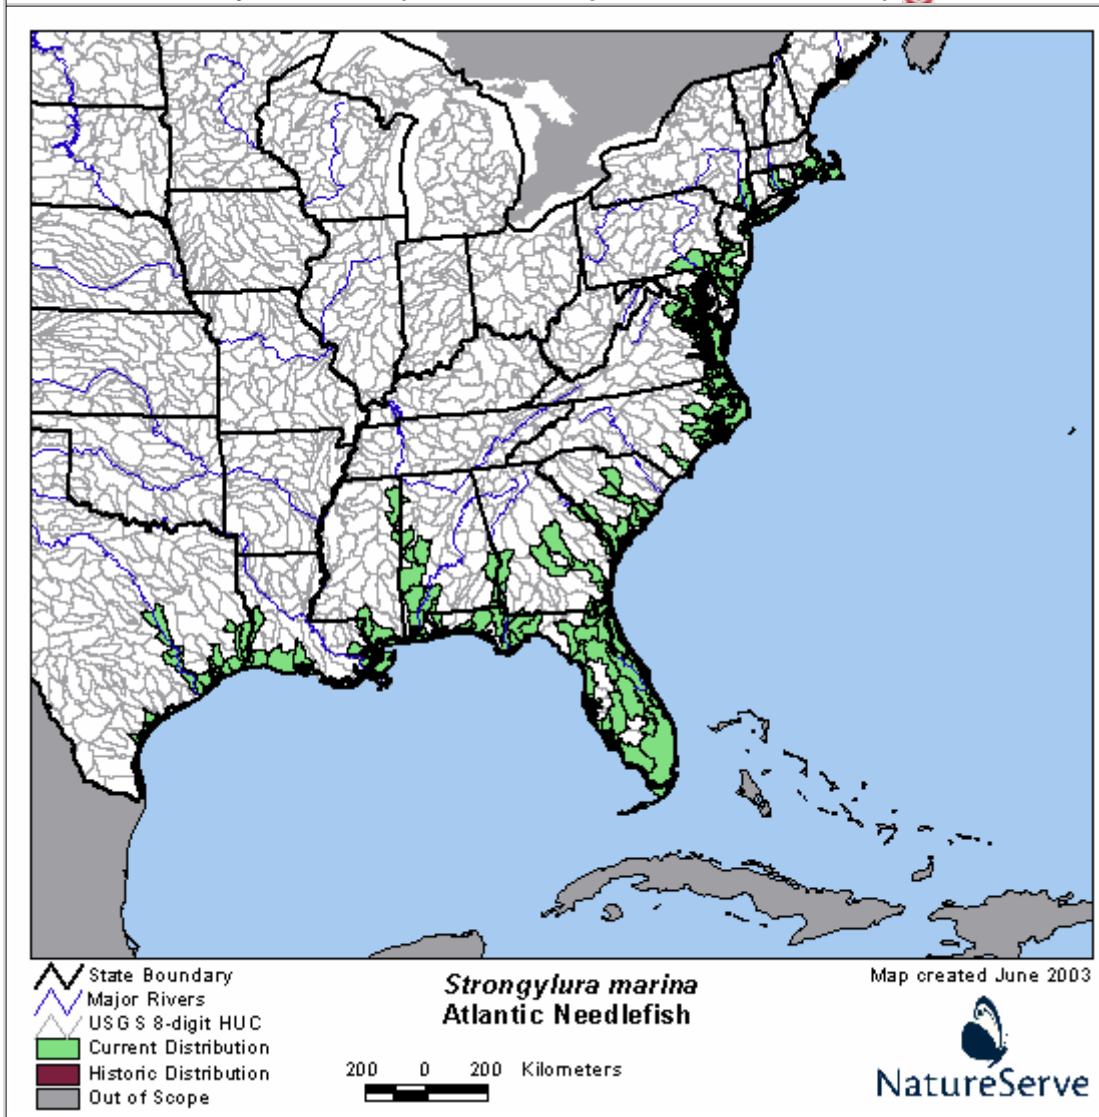 State Boundary
Major Rivers
USGS 8-digit HUC
Current Distribution
Historic Distribution
Out of Scope
Strongylura marina
Atlantic Needlefish
200 0 200 Kilometers
Map created June 2003
NatureServe